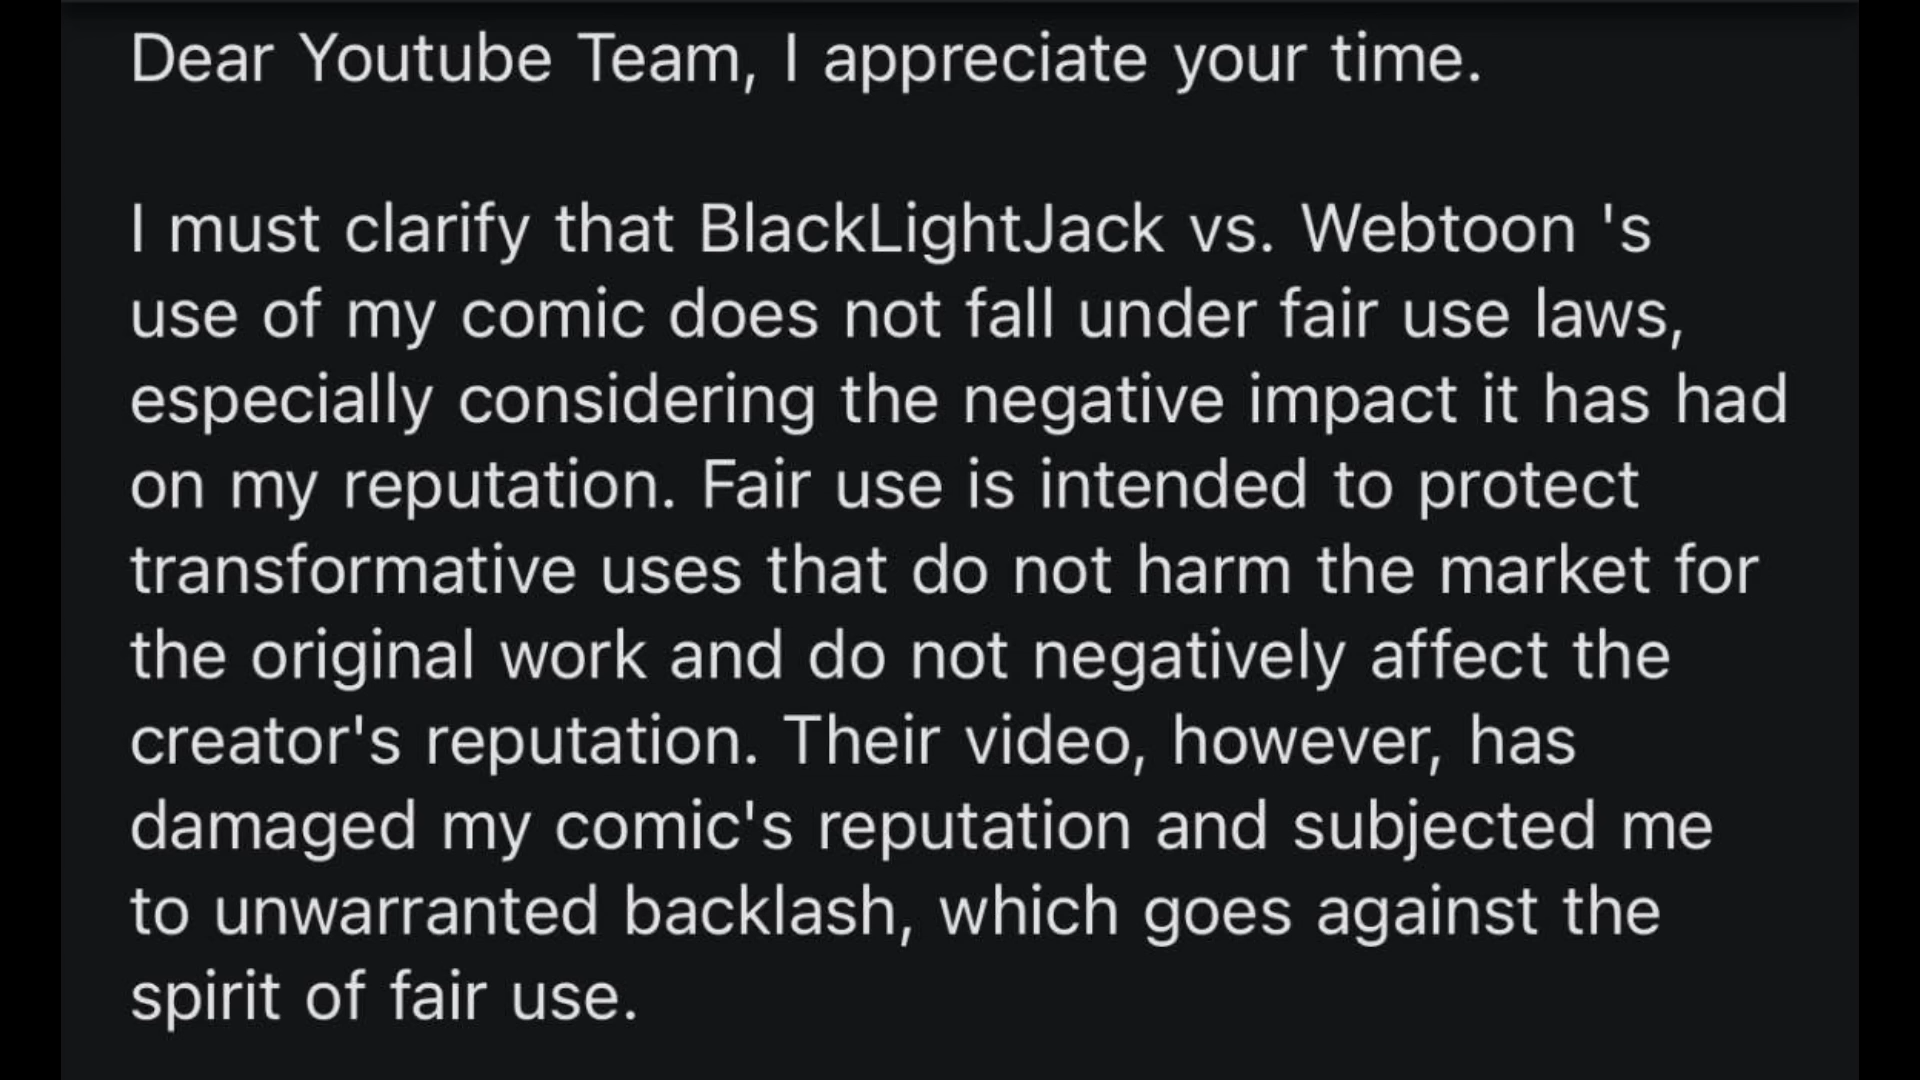 Dear Youtube Team, I appreciate your time.
I must clarify that BlackLightJack vs. Webtoon 's
use of my comic does not fall under fair use laws,
especially considering the negative impact it has had
on my reputation. Fair use is intended to protect
transformative uses that do not harm the market for
the original work and do not negatively affect the
creator's reputation. Their video, however, has
damaged my comic's reputation and subjected me
to unwarranted backlash, which goes against the
spirit of fair use.